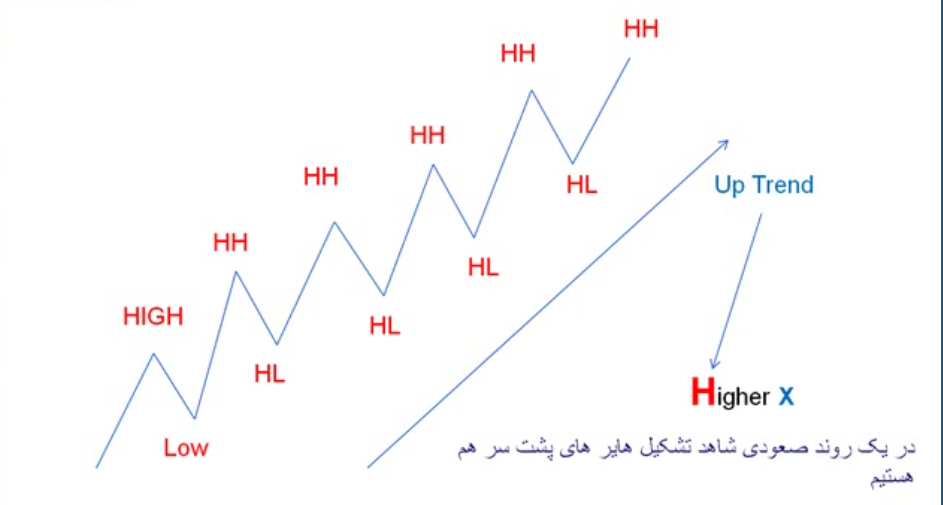 HH
HH
HH
HH
HH
HIGH
HL
HL
HL
HL
Low
Up Trend
Higher X
در یک روند صعودی شاهد تشکیل هایر های پشت سر هم
هستیم